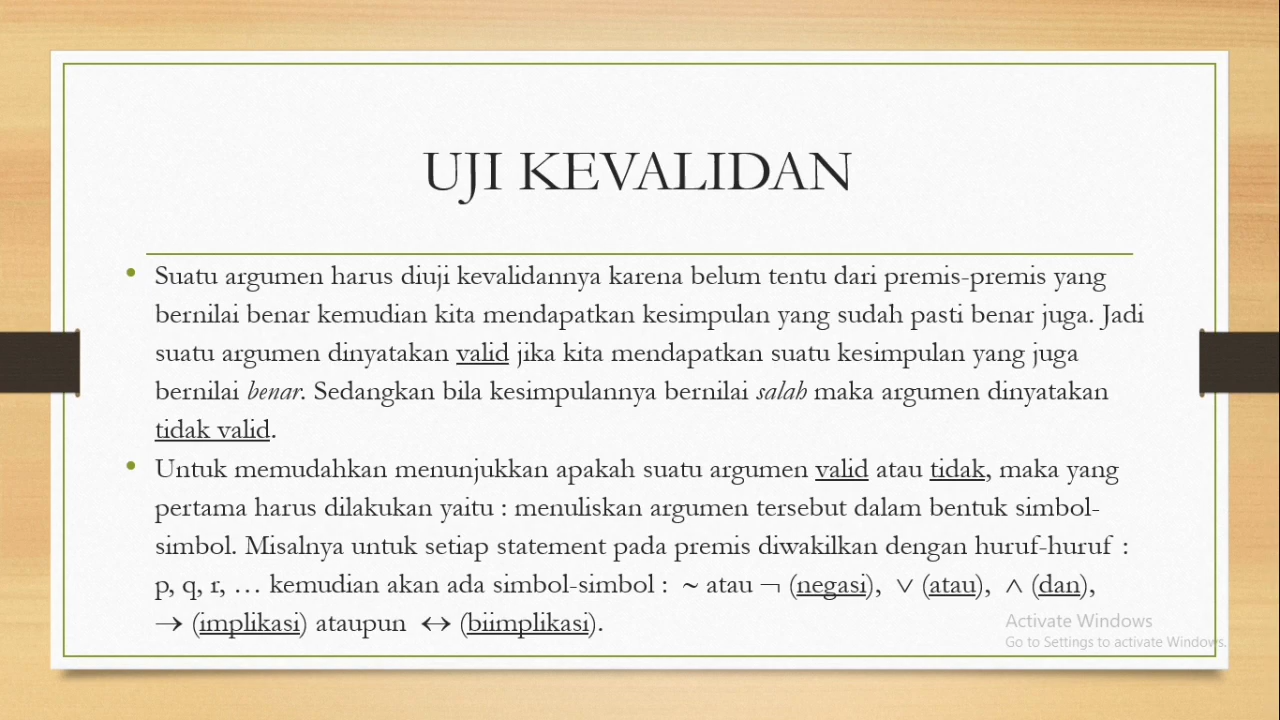 UJI KEVALIDAN
• Suatu argumen harus diuji kevalidannya karena belum tentu dari premis-premis yang
bernilai benar kemudian kita mendapatkan kesimpulan yang sudah pasti benar juga. Jadi
suatu argumen dinyatakan valid jika kita mendapatkan suatu kesimpulan yang juga
bernilai benar. Sedangkan bila kesimpulannya bernilai salah maka argumen dinyatakan
tidak valid.
• Untuk memudahkan menunjukkan apakah suatu argumen valid atau tidak, maka yang
pertama harus dilakukan yaitu : menuliskan argumen tersebut dalam bentuk simbol-
simbol. Misalnya untuk setiap statement pada premis diwakilkan dengan huruf-huruf :
p, q, r, … kemudian akan ada simbol-simbol : ~ atau ¬ (negasi), ∨ (atau), ∧ (dan),
→ (implikasi) ataupun ↔ (biimplikasi).
Activate Windows
Go to Settings to activate Windows.